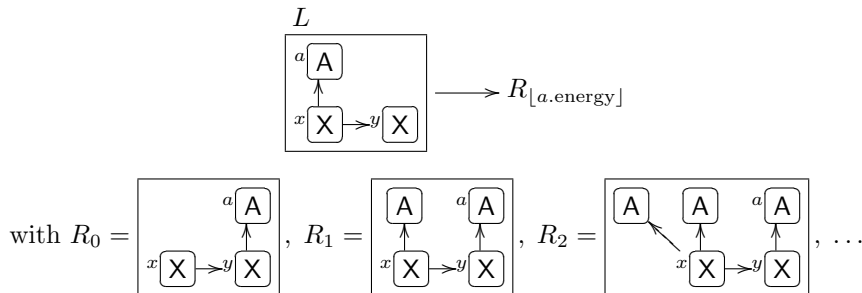 L
a A
x X y X
R⌊a.energy⌋
A a A A A a A
with R0 = , R1 = , R2 = , ...
x X y X x X y X x X y X